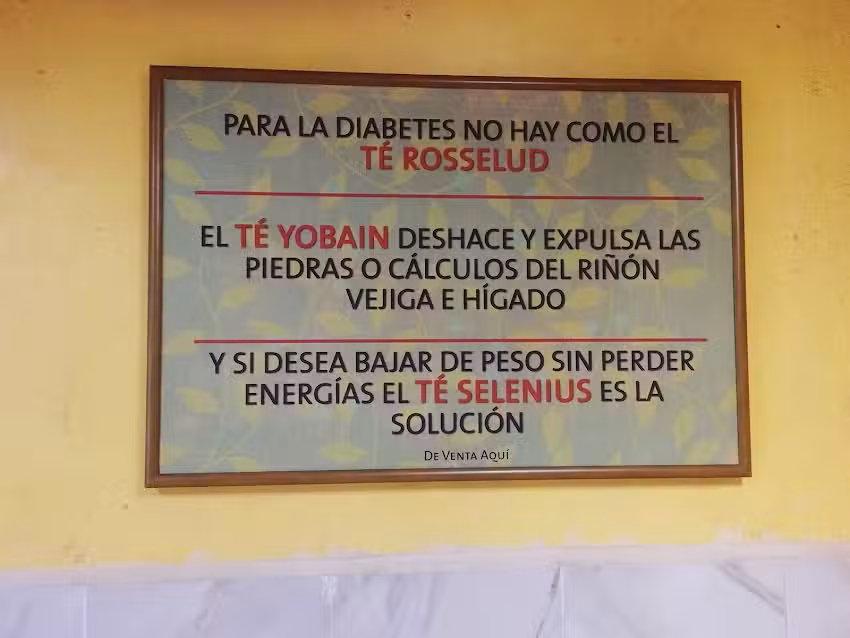 PARA LA DIABETES NO HAY COMO EL
TÉ ROSSELUD
EL TÉ YOBAIN DESHACE Y EXPULSA LAS
PIEDRAS O CÁLCULOS DEL RIÑÓN
VEJIGA E HÍGADO
Y SI DESEA BAJAR DE PESO SIN PERDER
ENERGÍAS EL TÉ SELENIUS ES LA
SOLUCIÓN
DE VENTA AQUÍ